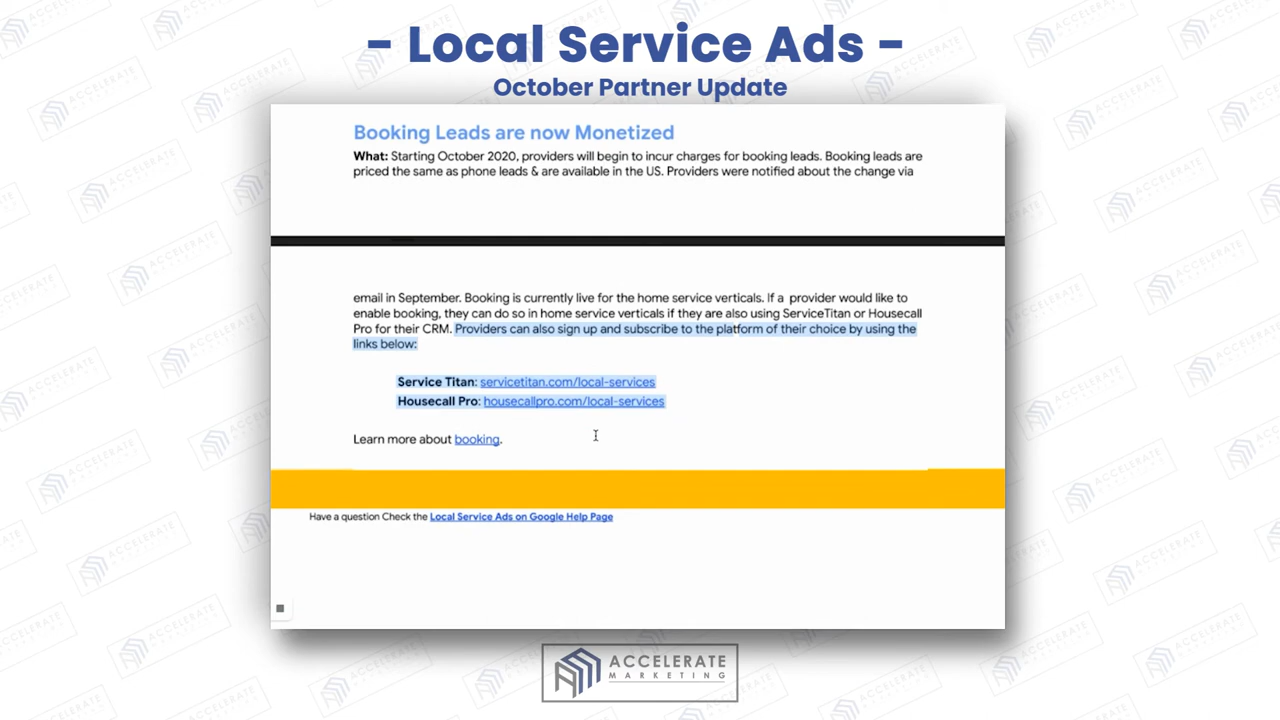 - Local Service Ads -
October Partner Update
Booking Leads are now Monetized
What: Starting October 2020, providers will begin to incur charges for booking leads. Booking leads are
priced the same as phone leads & are available in the US. Providers were notified about the change via
email in September. Booking is currently live for the home service verticals. If a provider would like to
enable booking, they can do so in home service verticals if they are also using ServiceTitan or Housecall
Pro for their CRM. Providers can also sign up and subscribe to the platform of their choice by using the
links below:
Service Titan: servicetitan.com/local-services
Housecall Pro: housecallpro.com/local-services
Learn more about booking.
Have a question Check the Local Service Ads on Google Help Page
ACCELERATE
MARKETING